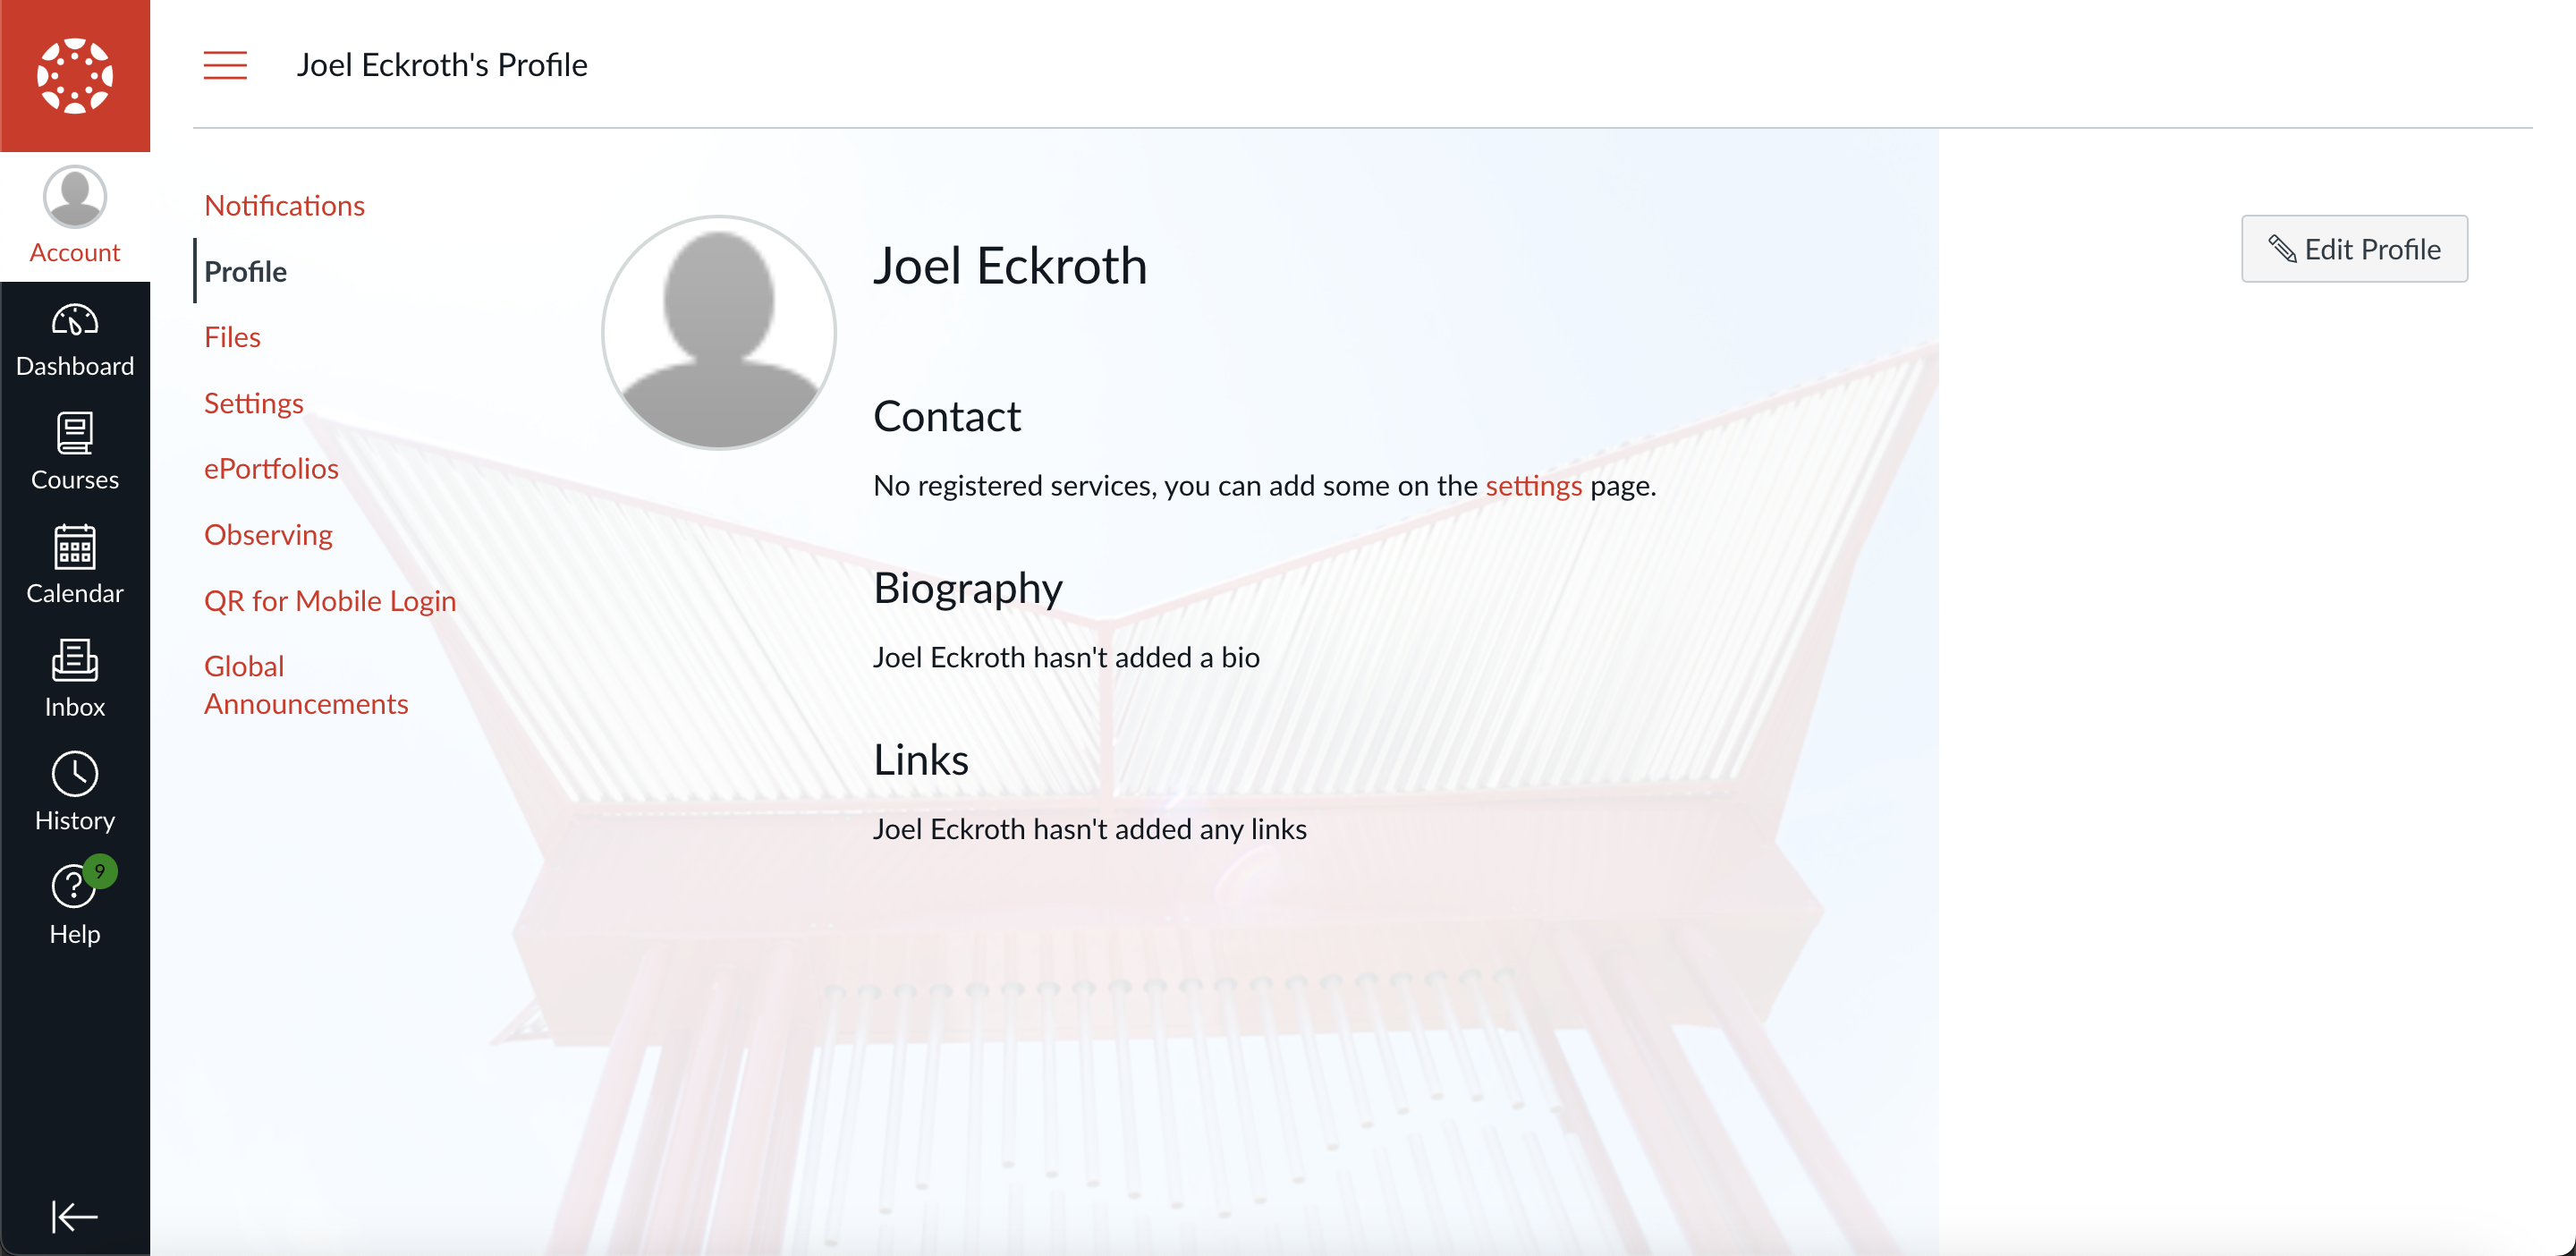 Joel Eckroth's Profile
Account
Dashboard
Courses
Calendar
Inbox
History
9
Help
Notifications
Profile
Files
Settings
ePortfolios
Observing
QR for Mobile Login
Global
Announcements
Joel Eckroth
Contact
No registered services, you can add some on the settings page.
Biography
Joel Eckroth hasn't added a bio
Links
Joel Eckroth hasn't added any links
Edit Profile